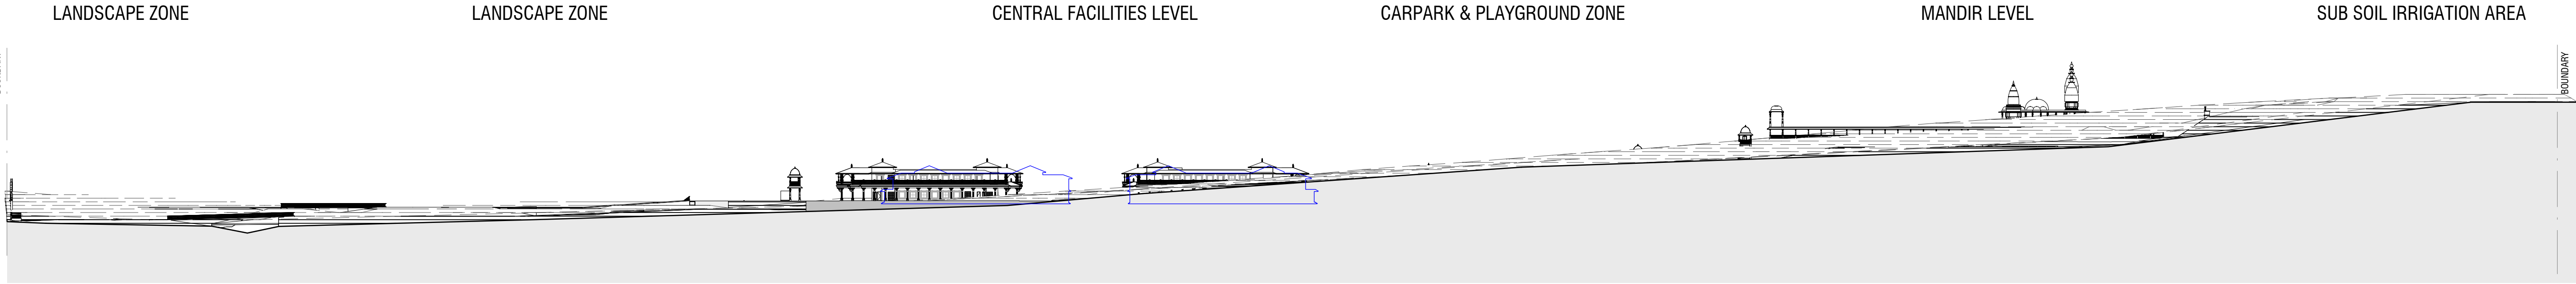 LANDSCAPE ZONE
LANDSCAPE ZONE
CENTRAL FACILITIES LEVEL
CARPARK & PLAYGROUND ZONE
MANDIR LEVEL
SUB SOIL IRRIGATION AREA
BOUNDARY